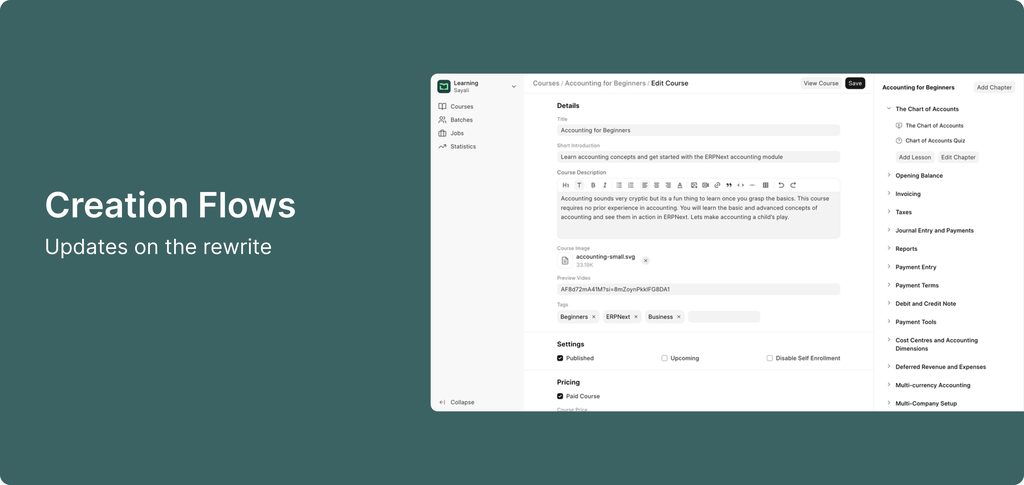 Creation Flows
Updates on the rewrite
Learning
Sayali
Courses
Batches
Jobs
Statistics
Collapse
Courses / Accounting for Beginners / Edit Course
View Course
Save
Details
Title
Accounting for Beginners
Short Introduction
Learn accounting concepts and get started with the ERPNext accounting module
Course Description
Accounting sounds very cryptic but its a fun thing to learn once you grasp the basics. This course
requires no prior experience in accounting. You will learn the basic and advanced concepts of
accounting and see them in action in ERPNext. Lets make accounting a child's play.
Course Image
accounting-small.svg
33.18K
Preview Video
Tags
Beginners
ERPNext
Business
Settings
Published
Upcoming
Disable Self Enrollment
Pricing
Paid Course
Course Price
Accounting for Beginners
Add Chapter
The Chart of Accounts
The Chart of Accounts
Chart of Accounts Quiz
Add Lesson
Edit Chapter
Opening Balance
Invoicing
Taxes
Journal Entry and Payments
Reports
Payment Entry
Payment Terms
Debit and Credit Note
Payment Tools
Cost Centres and Accounting
Dimensions
Deferred Revenue and Expenses
Multi-currency Accounting
Multi-Company Setup